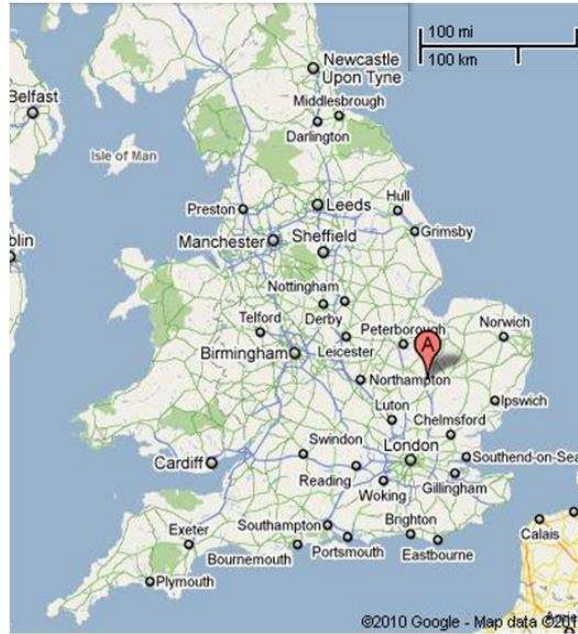 100 mi
100 km
Newcastle
Upon Tyne
Belfast
Middlesbrough
Darlington
Isle of Man
Preston
Leeds
Hull
Manchester
Sheffield
Grimsby
blin
Nottingham
Telford
Derby
Peterborough
Norwich
A
Birmingham
Leicester
Northampton
Ipswich
Luton
Chelmsford
Swindon
London
Cardiff
Southend-on-Sea
Reading
Gillingham
Woking
Exeter
Southampton
Brighton
Calais
Bournemouth
Portsmouth
Eastbourne
Plymouth
©2010 Google - Map data ©201